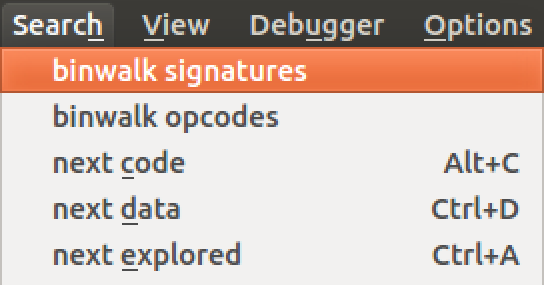 Search View Debugger Options
binwalk signatures
binwalk opcodes
next code Alt+C
next data Ctrl+D
next explored Ctrl+A